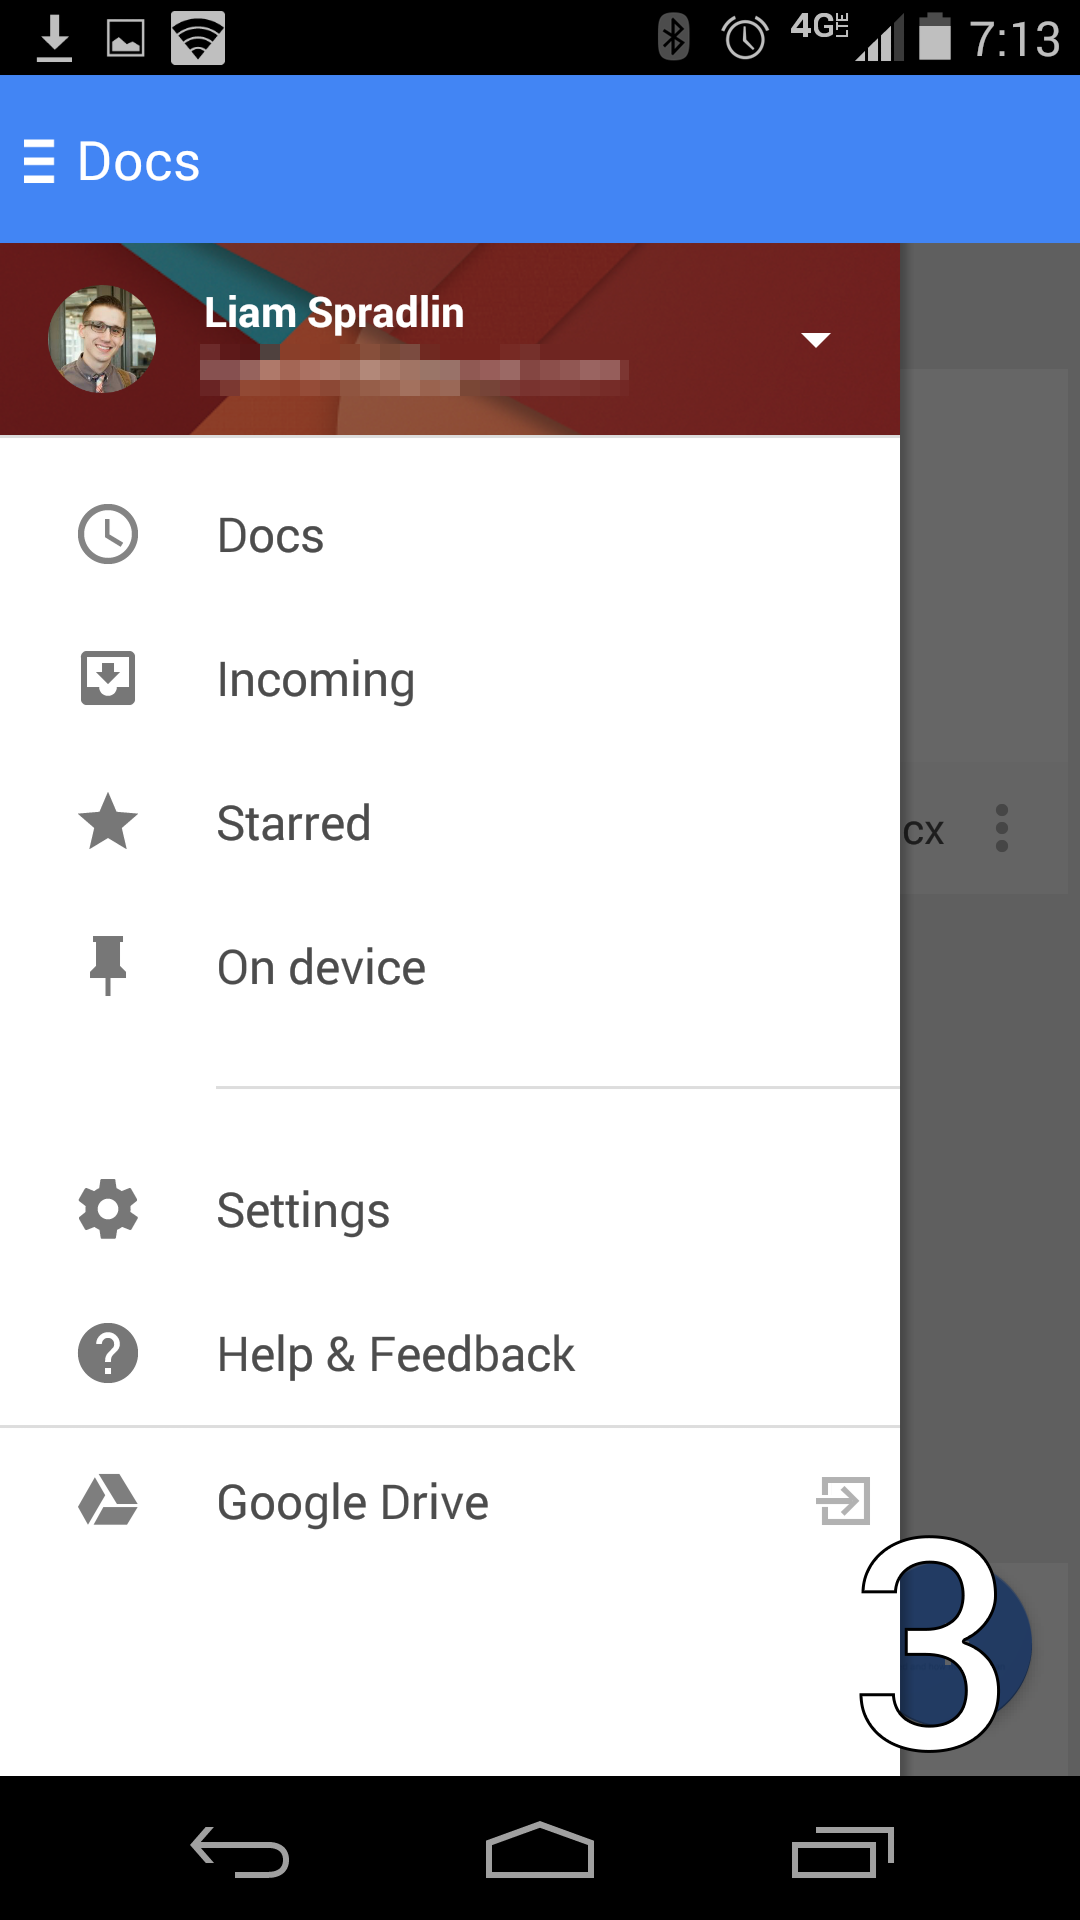 4G LTE 7:13
Docs
Liam Spradlin
Docs
Incoming
Starred
cx
On device
Settings
Help & Feedback
Google Drive
3